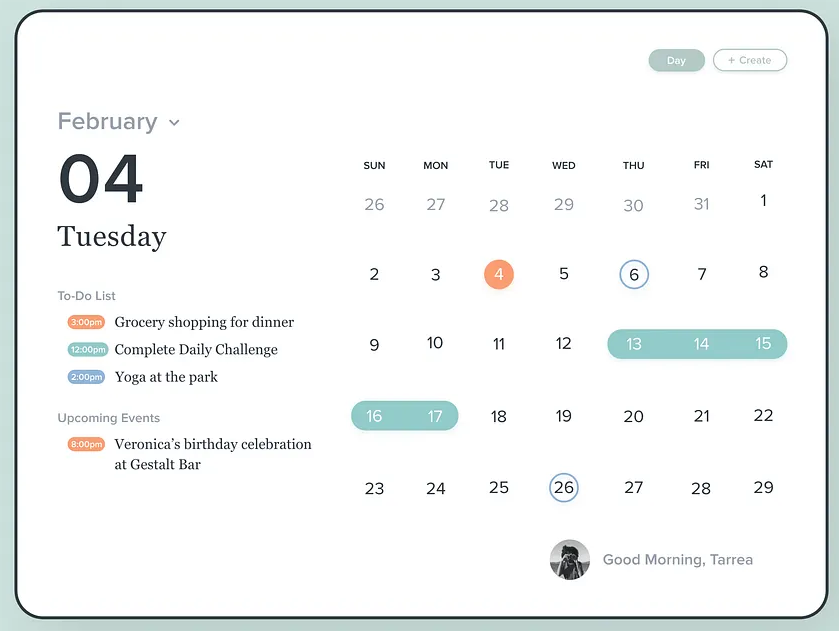 Day + Create
February
04
Tuesday
To-Do List
3:00pm Grocery shopping for dinner
12:00pm Complete Daily Challenge
2:00pm Yoga at the park
Upcoming Events
8:00pm Veronica’s birthday celebration
at Gestalt Bar
SUN MON TUE WED THU FRI SAT
26 27 28 29 30 31 1
2 3 4 5 6 7 8
9 10 11 12 13 14 15
16 17 18 19 20 21 22
23 24 25 26 27 28 29
Good Morning, Tarrea